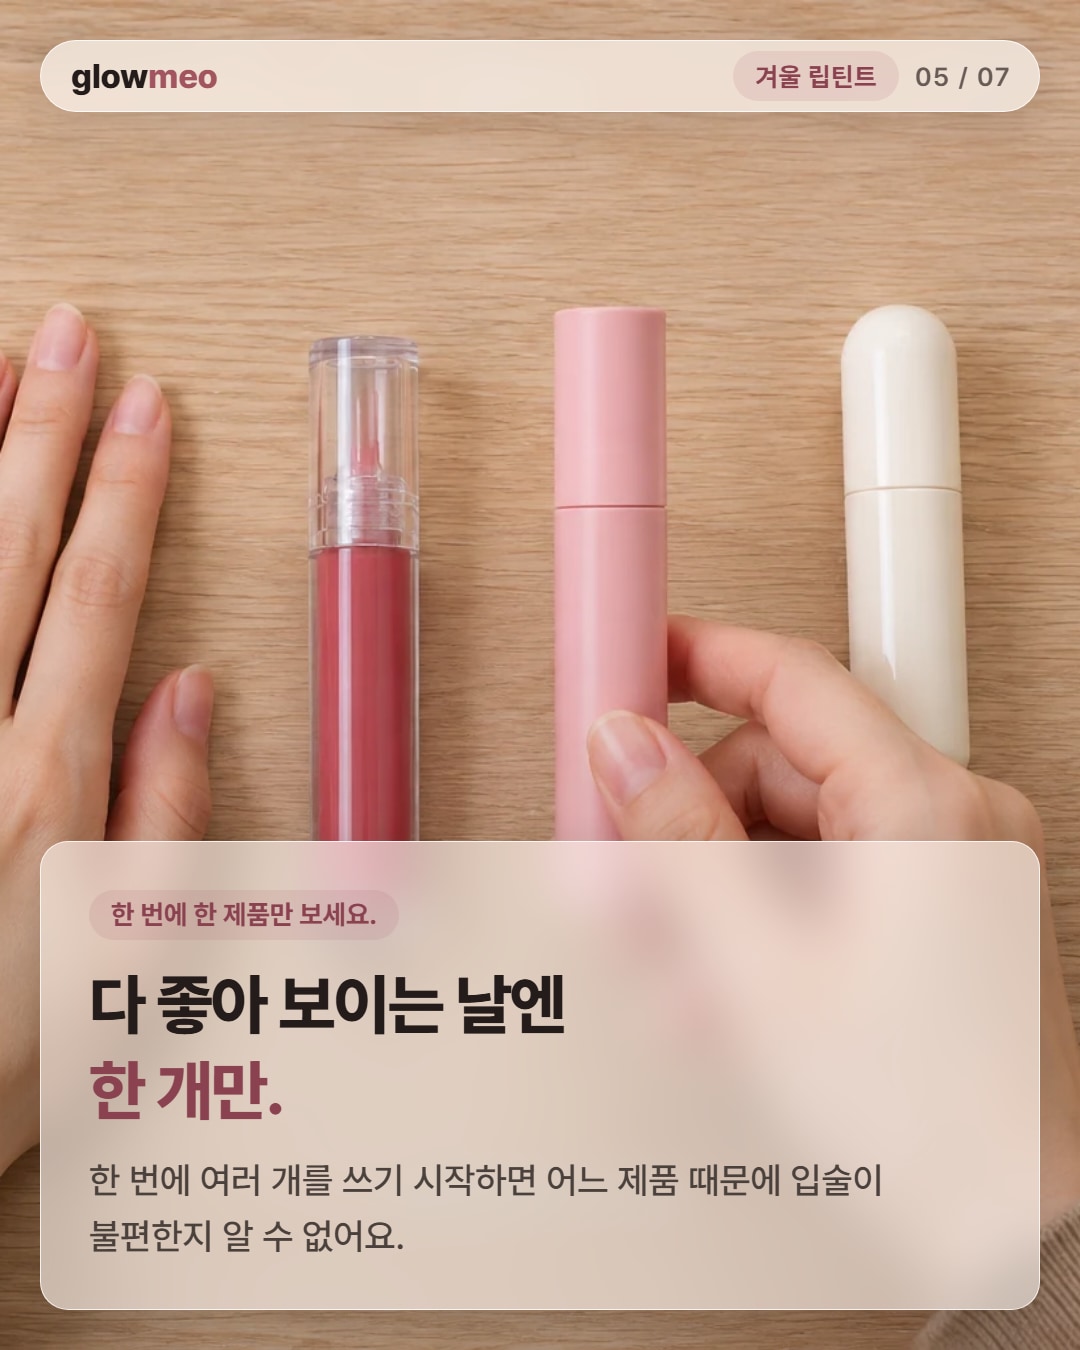 glowmeo
겨울 립틴트 05 / 07
한 번에 한 제품만 보세요.
다 좋아 보이는 날엔
한 개만.
한 번에 여러 개를 쓰기 시작하면 어느 제품 때문에 입술이
불편한지 알 수 없어요.